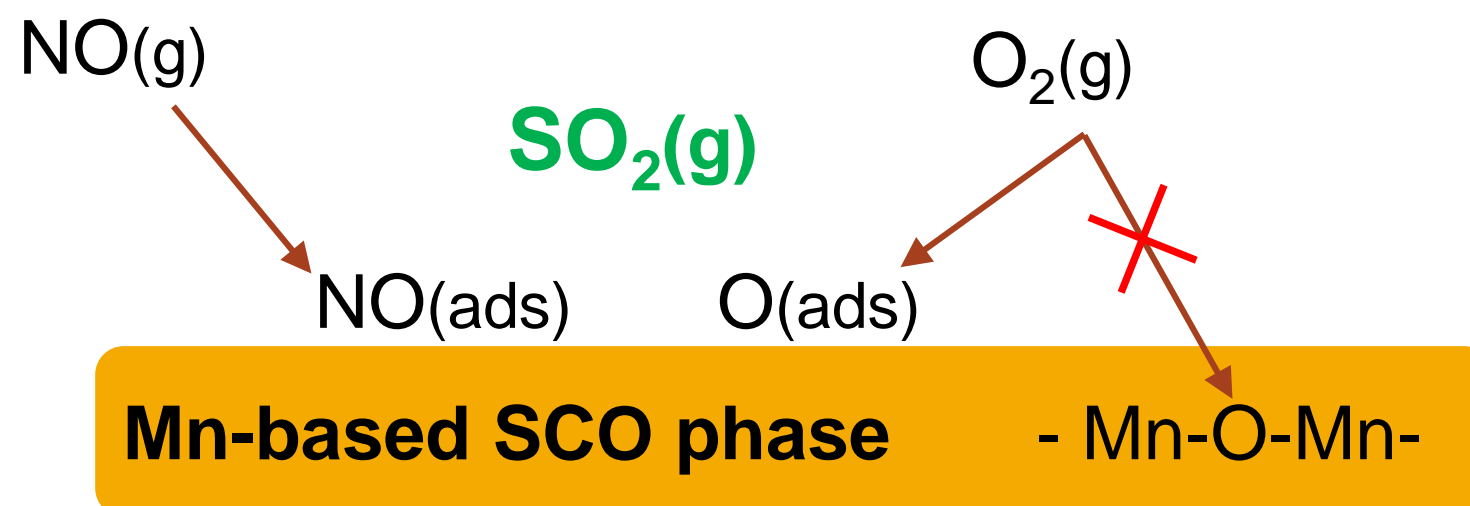 NO(g)
O₂(g)
SO₂(g)
NO(ads)
O(ads)
Mn-based SCO phase
- Mn-O-Mn-